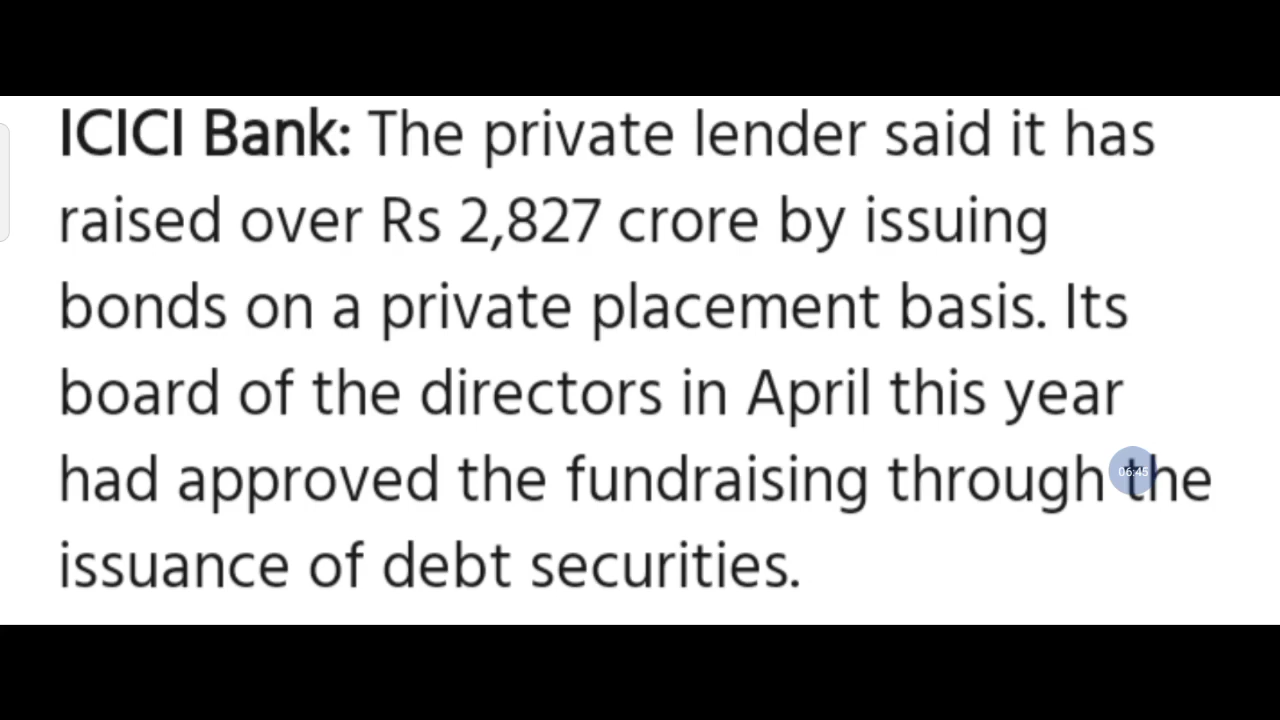 ICICI Bank: The private lender said it has
raised over Rs 2,827 crore by issuing
bonds on a private placement basis. Its
board of the directors in April this year
had approved the fundraising through the
06:45
issuance of debt securities.